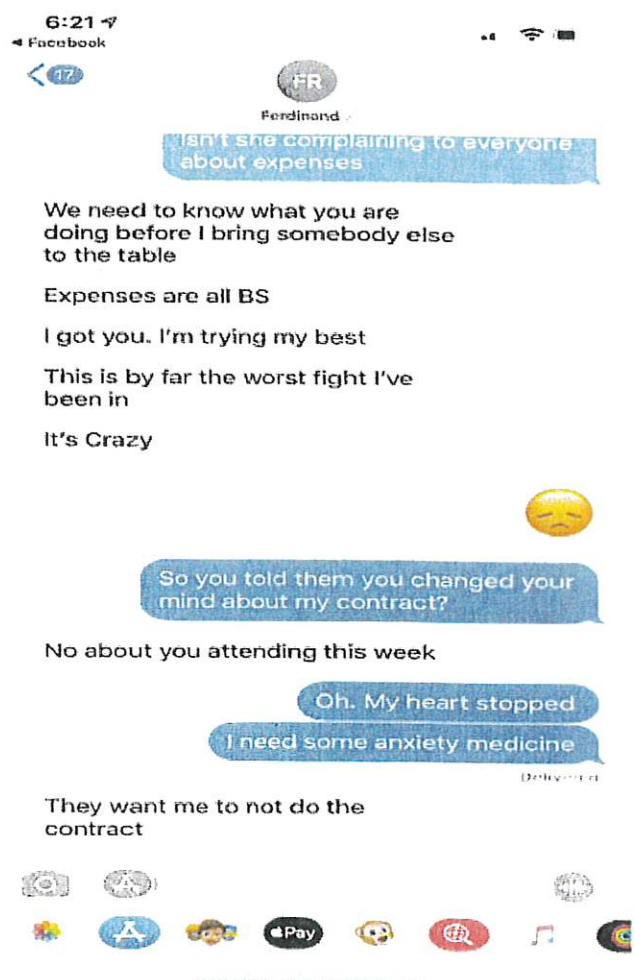 6:21
Facebook
17
FR
Ferdinand
Isn't she complaining to everyone
about expenses
We need to know what you are
doing before I bring somebody else
to the table
Expenses are all BS
I got you. I'm trying my best
This is by far the worst fight I've
been in
It's Crazy
So you told them you changed your
mind about my contract?
No about you attending this week
Oh. My heart stopped
I need some anxiety medicine
Delivered
They want me to not do the
contract
Pay